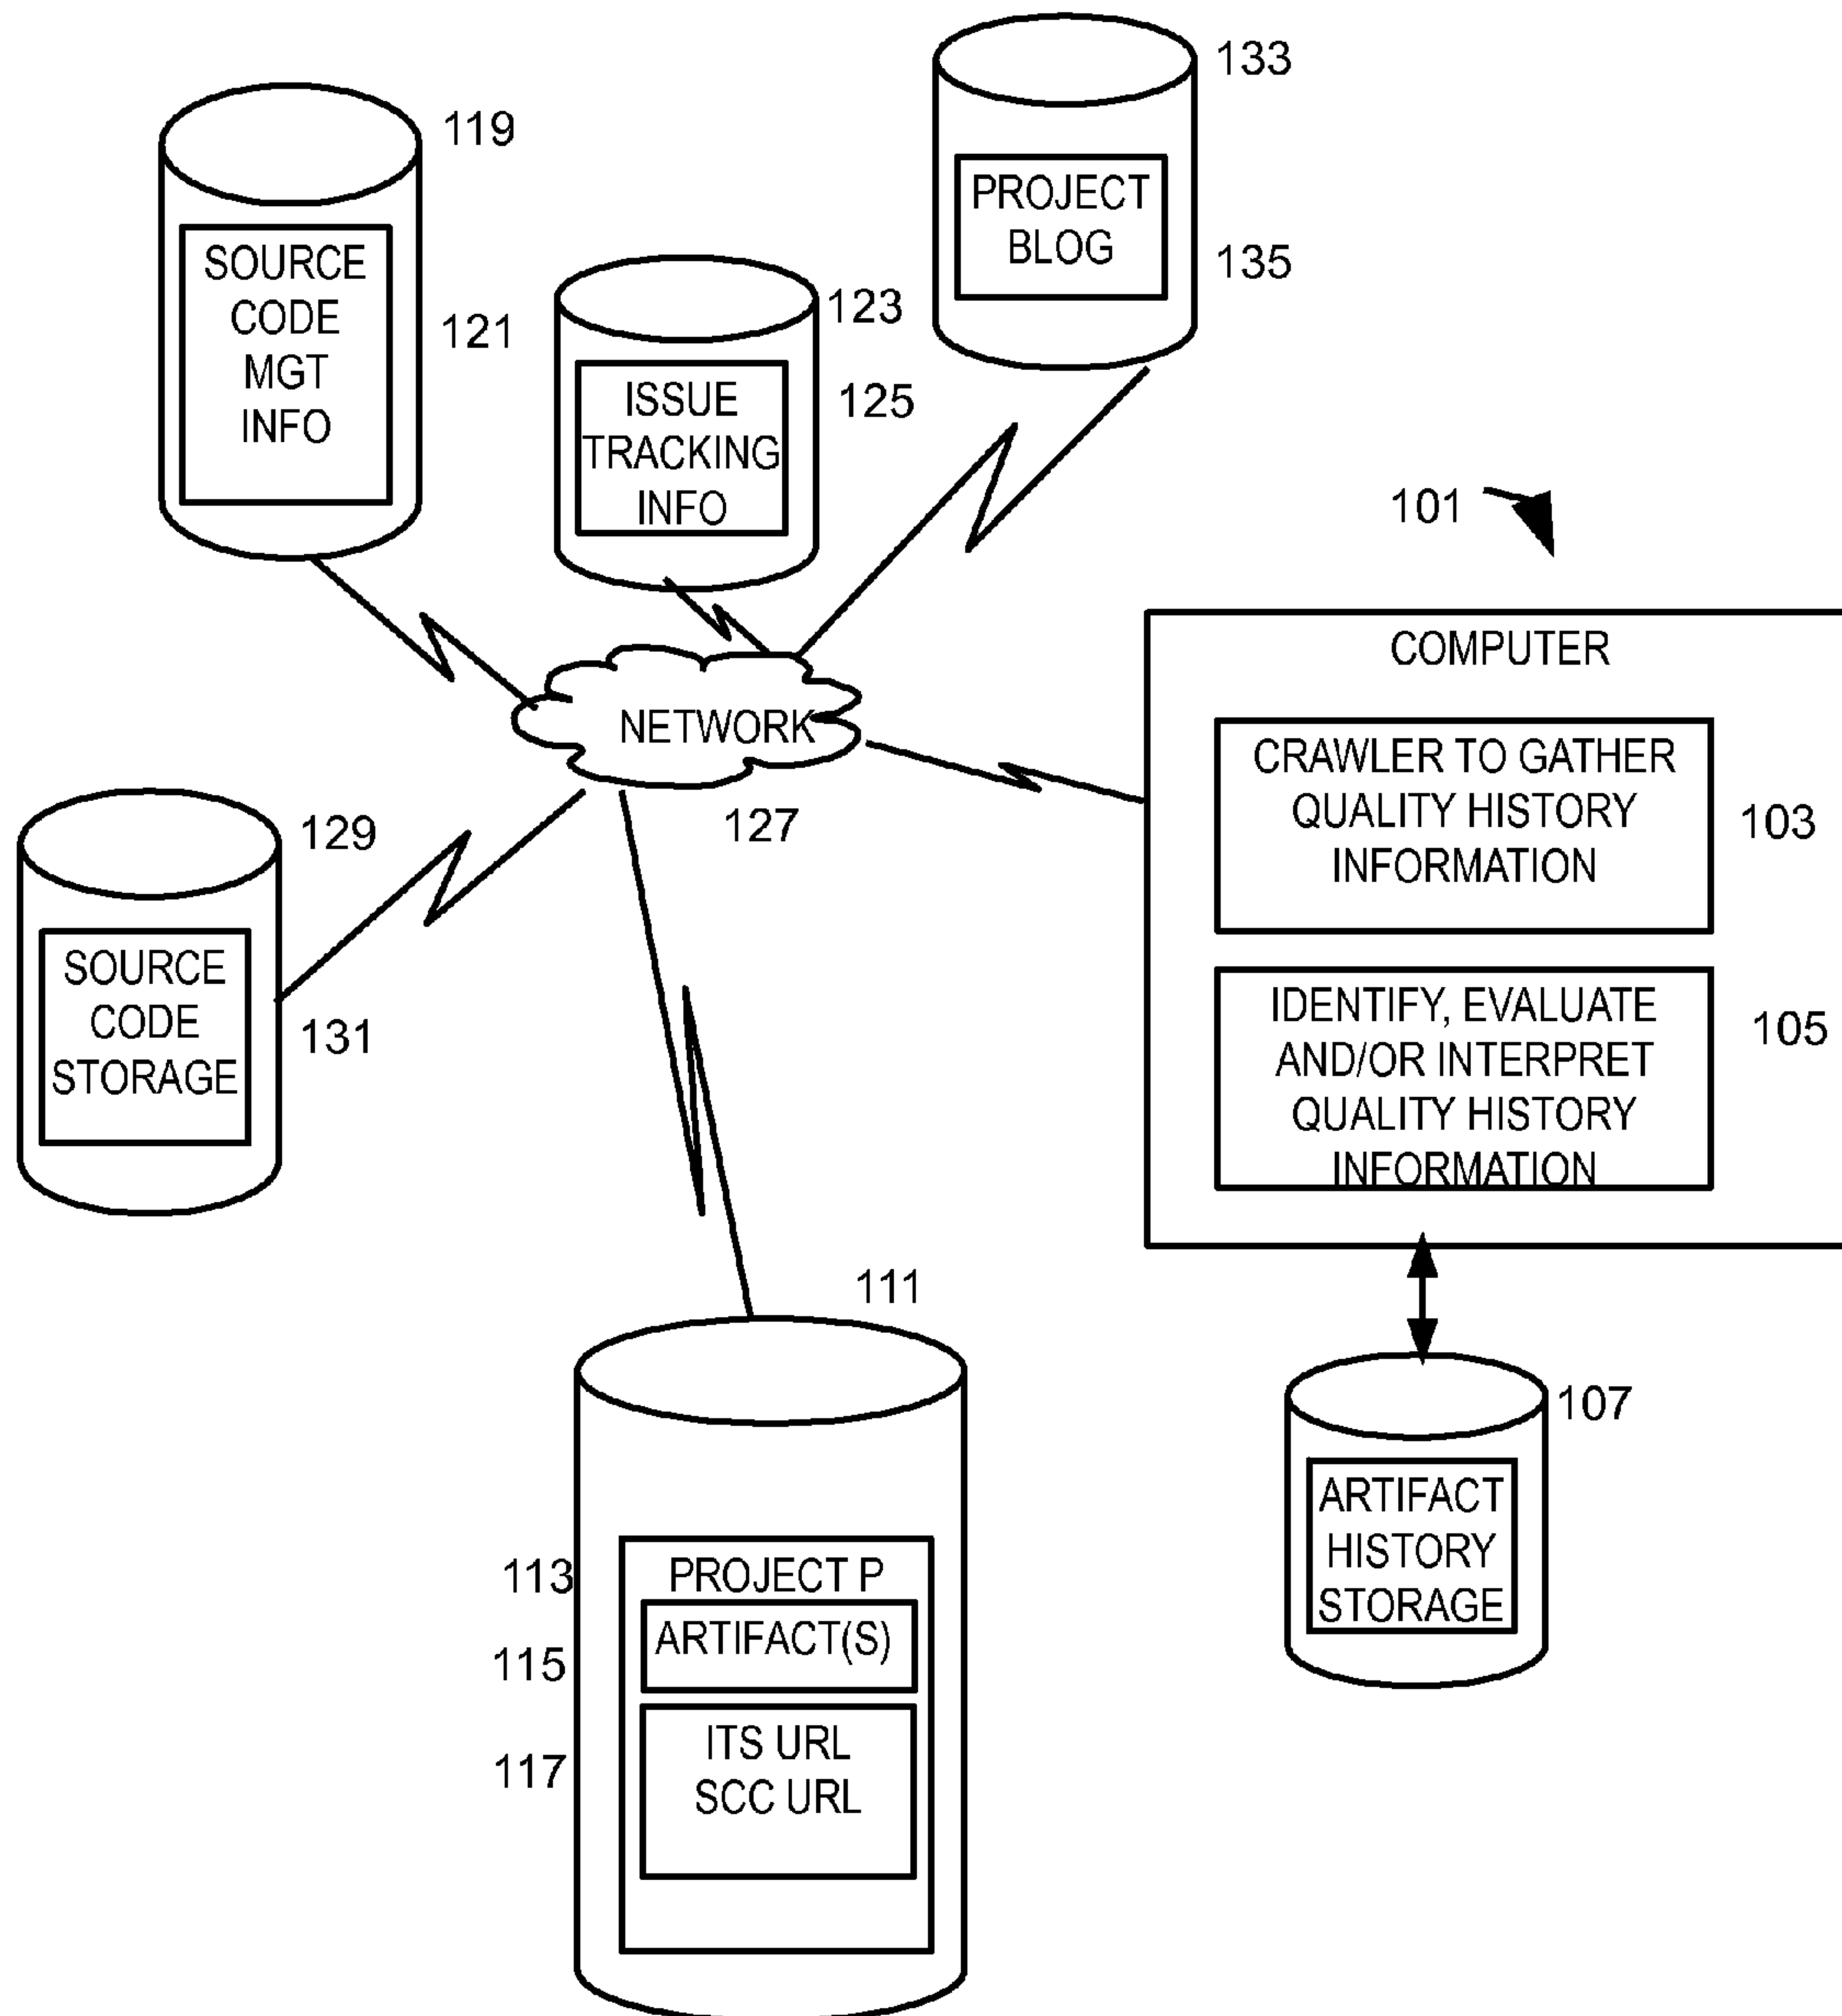 133
119
PROJECT
BLOG
135
SOURCE
CODE
MGT
INFO
121
123
ISSUE
TRACKING
INFO
125
101
COMPUTER
NETWORK
127
CRAWLER TO GATHER
QUALITY HISTORY
INFORMATION
103
129
SOURCE
CODE
STORAGE
131
IDENTIFY, EVALUATE
AND/OR INTERPRET
QUALITY HISTORY
INFORMATION
105
111
107
ARTIFACT
HISTORY
STORAGE
113
PROJECT P
ARTIFACT(S)
115
ITS URL
SCC URL
117